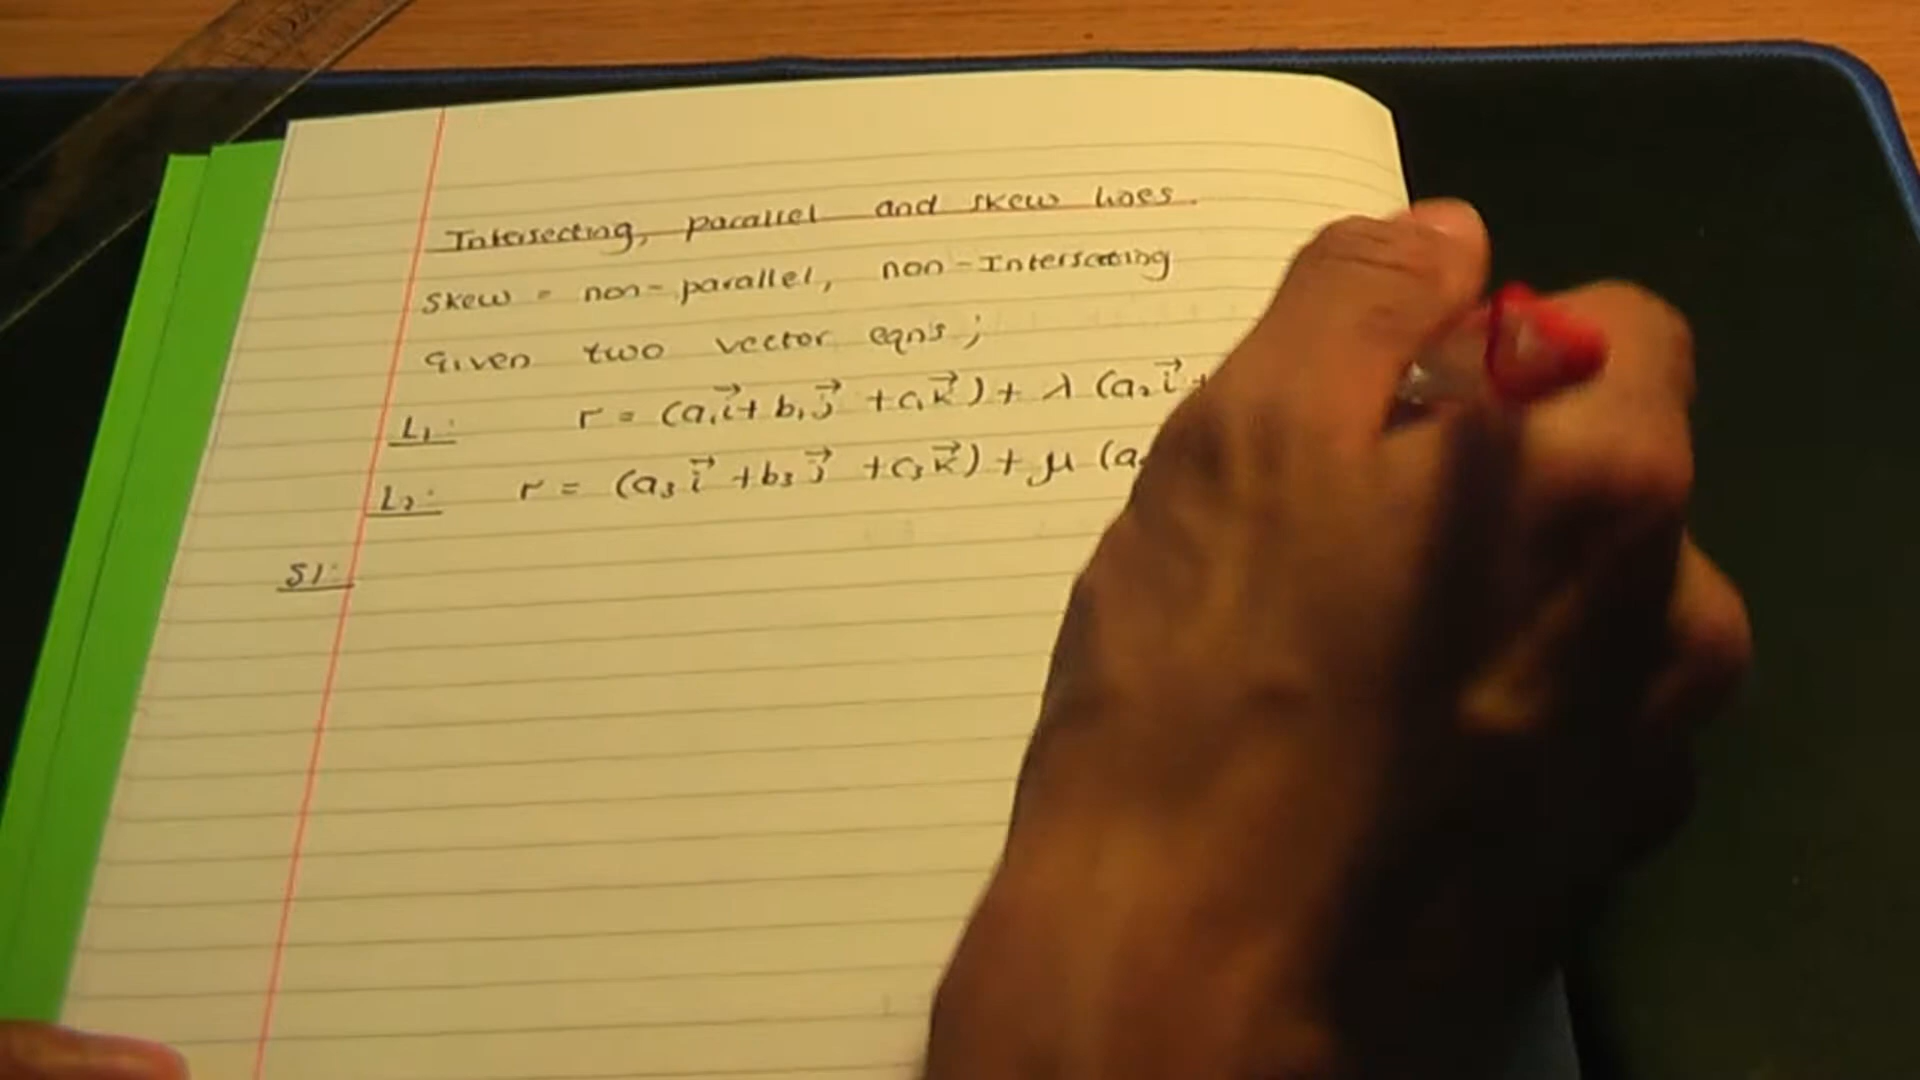 Intersecting, parallel and skew lines.
Skew = non-parallel, non-Intersecting
Given two vector eqn's ;
L₁: r = (a₁i⃗ + b₁j⃗ + c₁k⃗) + λ (a₂i⃗ +
L₂: r = (a₃i⃗ + b₃j⃗ + c₃k⃗) + μ (a
S1: